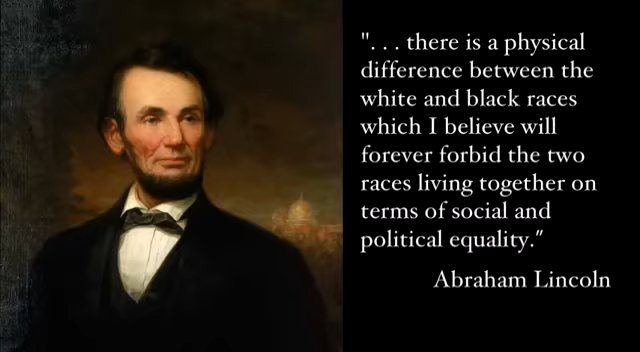 ". . . there is a physical
difference between the
white and black races
which I believe will
forever forbid the two
races living together on
terms of social and
political equality."
Abraham Lincoln